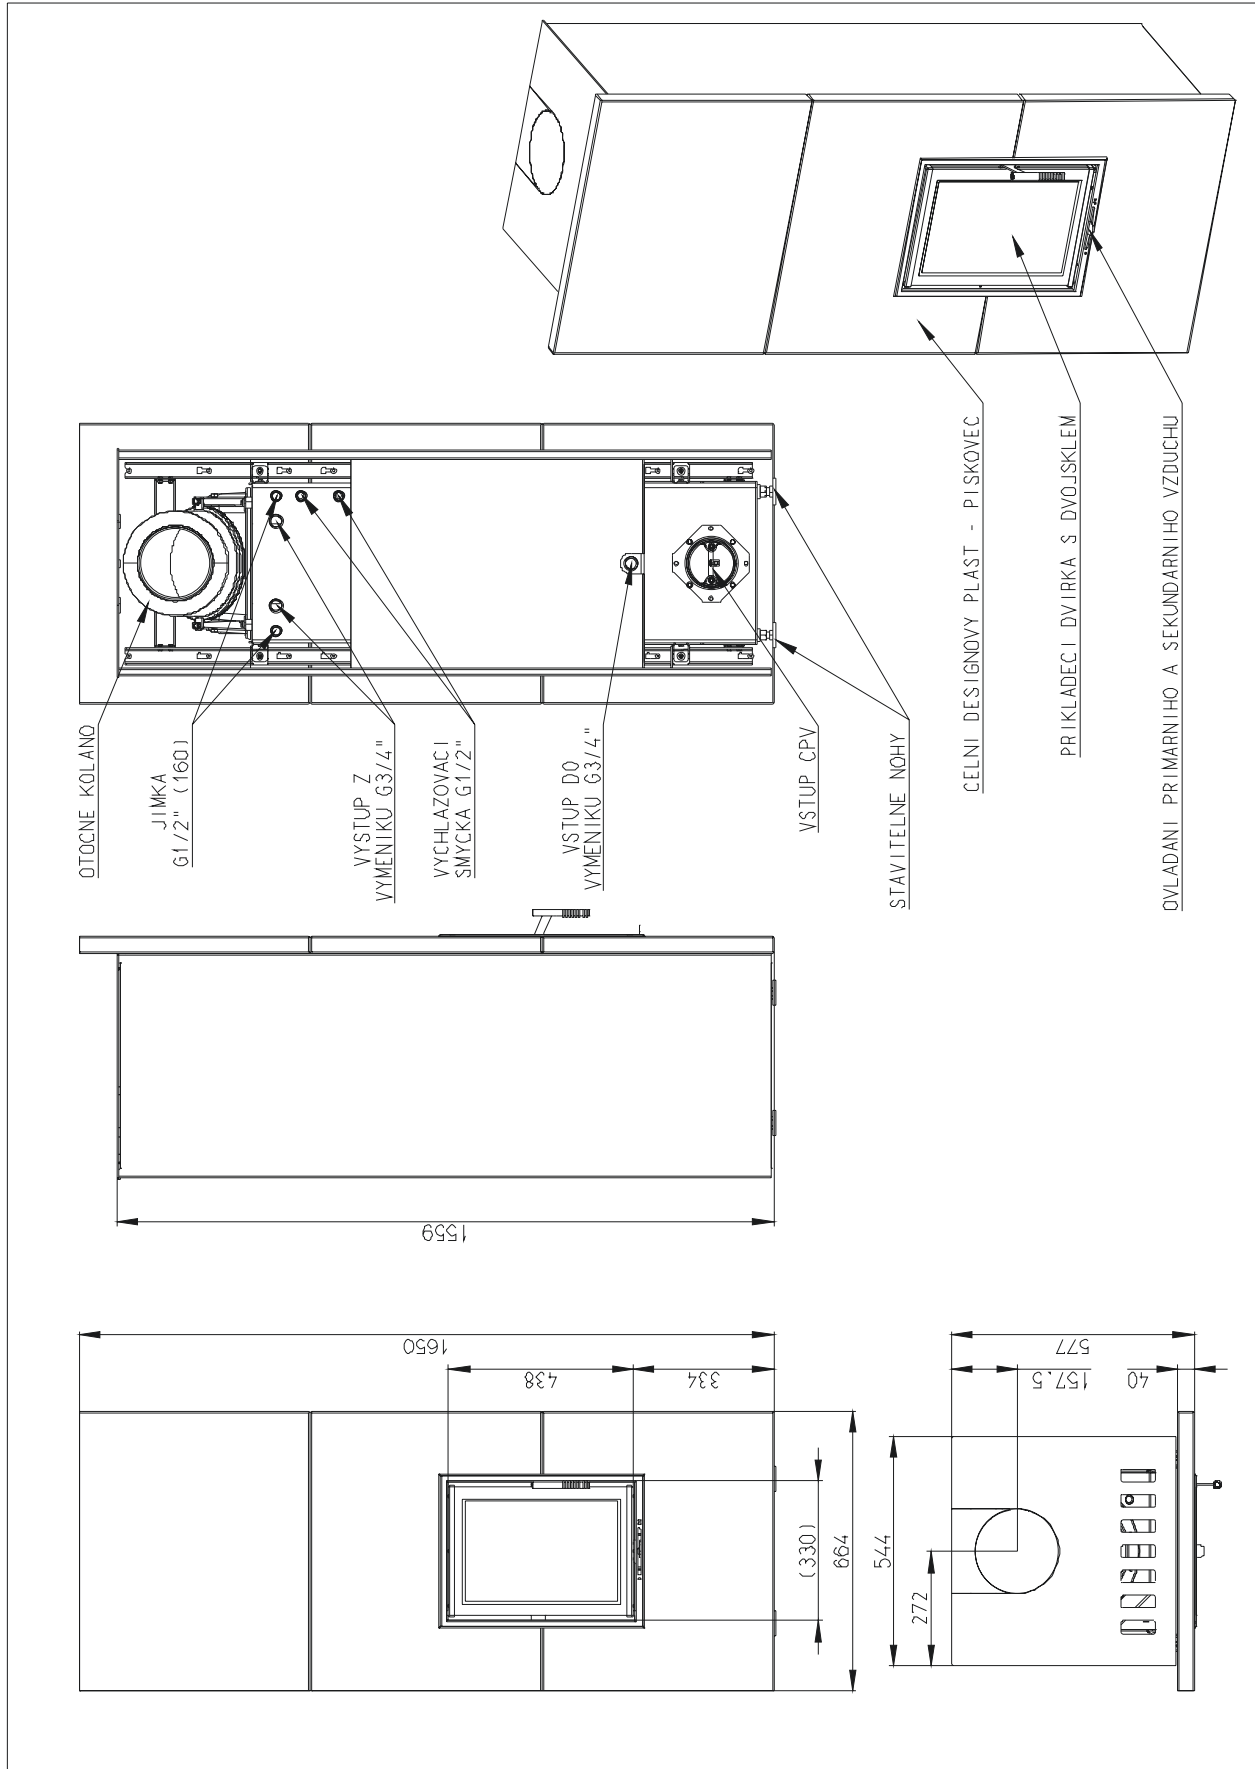 OTOCNE KOLANO
JIMKA
G1/2" (160)
VYSTUP Z
VYMENIKU G3/4"
VYCHLAZOVACI
SMYCKA G1/2"
VSTUP DO
VYMENIKU G3/4"
VSTUP CPV
STAVITELNE NOHY
CELNI DESIGNOVY PLAST - PISKOVEC
PRIKLADECI DVIRKA S DVOJSKLEM
OVLADANI PRIMARNIHO A SEKUNDARNIHO VZDUCHU
1559
1650
438
334
(330)
664
577
157.5
40
544
272